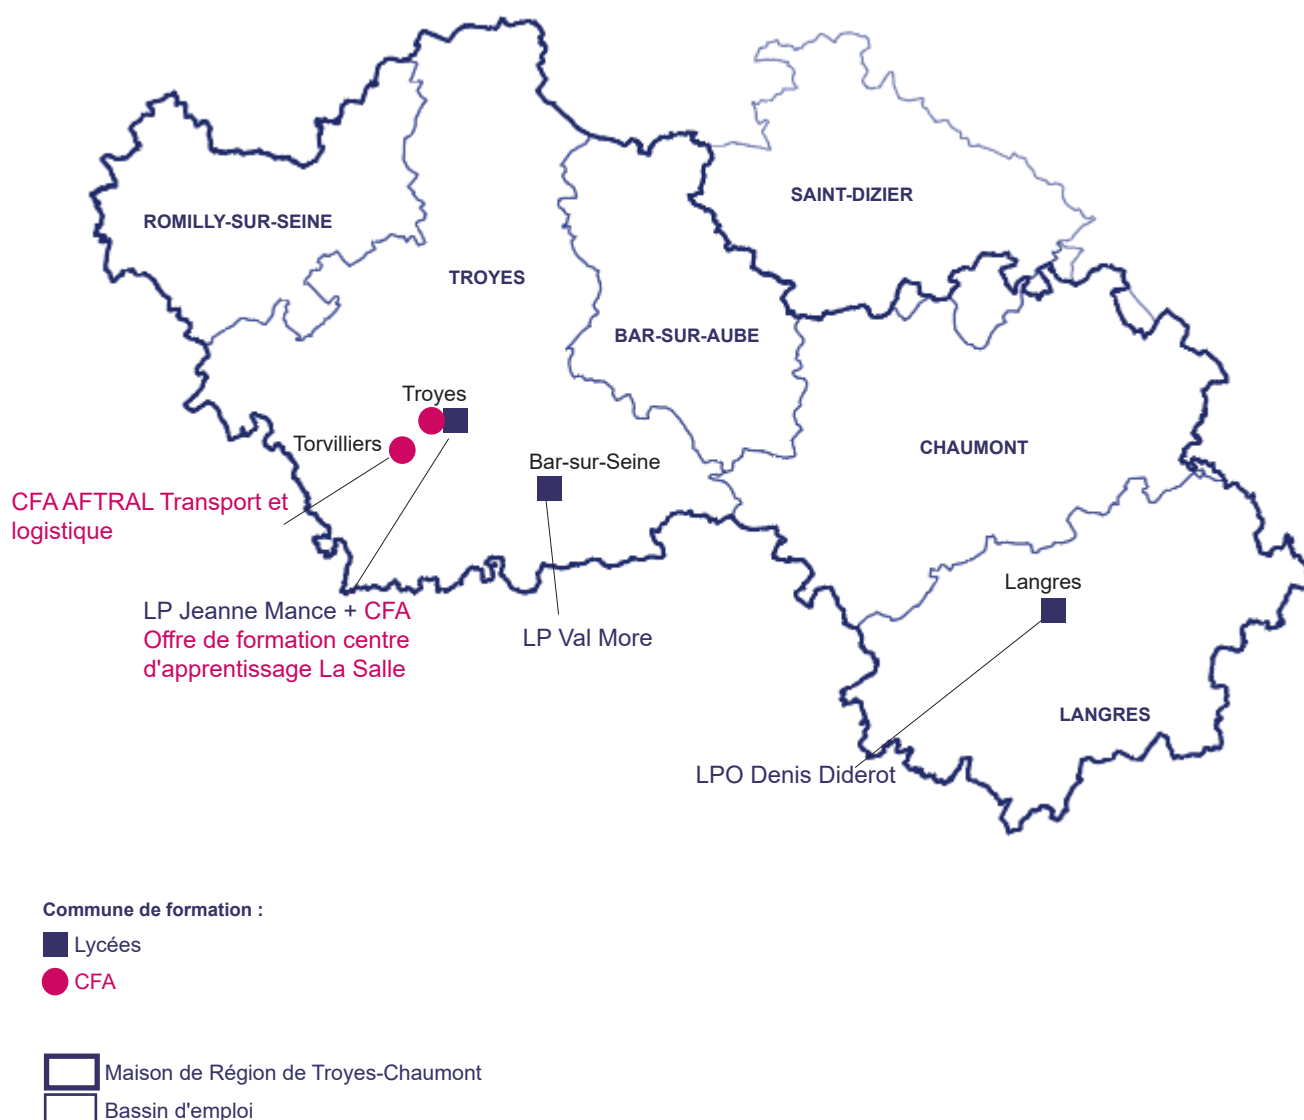 SAINT-DIZIER
ROMILLY-SUR-SEINE
TROYES
BAR-SUR-AUBE
Troyes
Torvilliers
CHAUMONT
Bar-sur-Seine
CFA AFTRAL Transport et
logistique
Langres
LP Jeanne Mance + CFA
Offre de formation centre
d'apprentissage La Salle
LP Val More
LANGRES
LPO Denis Diderot
Commune de formation :
Lycées
CFA
Maison de Région de Troyes-Chaumont
Bassin d'emploi